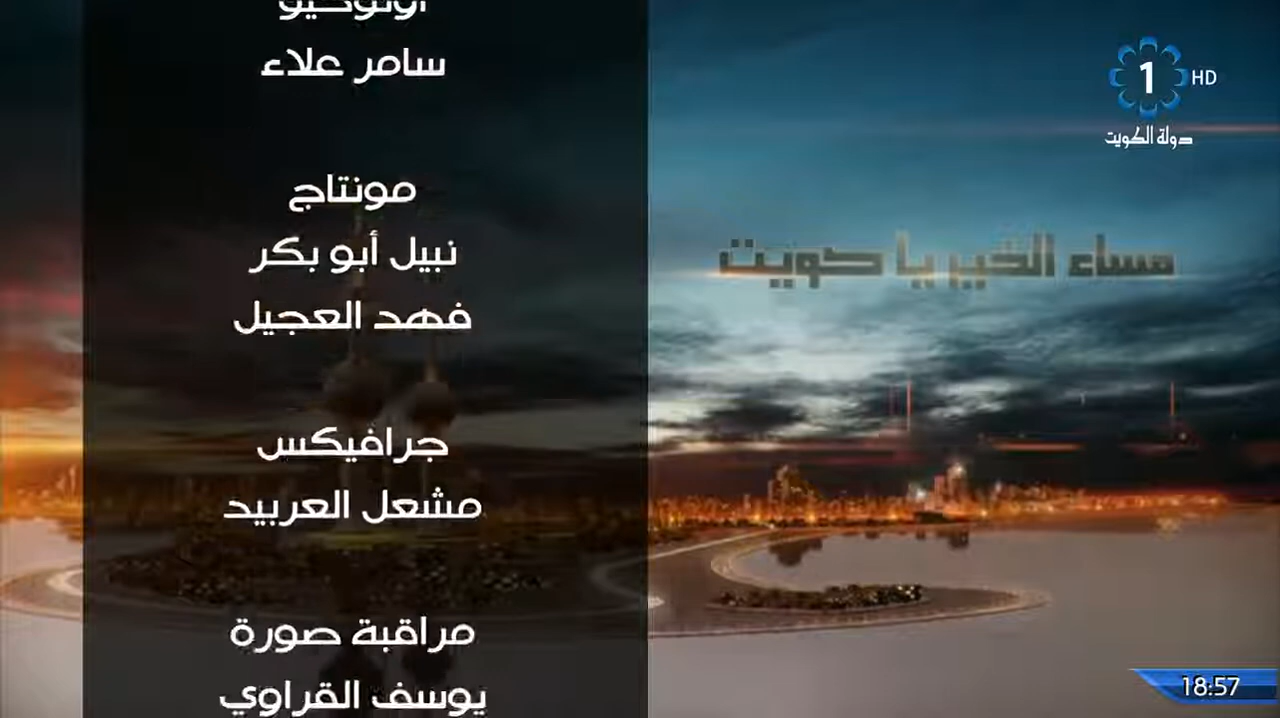 أوتوكيو
سامر علاء
مونتاج
نبيل أبو بكر
فهد العجيل
جرافيكس
مشعل العربيد
مراقبة صورة
يوسف القراوي
1 HD
دولة الكويت
مساء الخير يا كويت
18:57